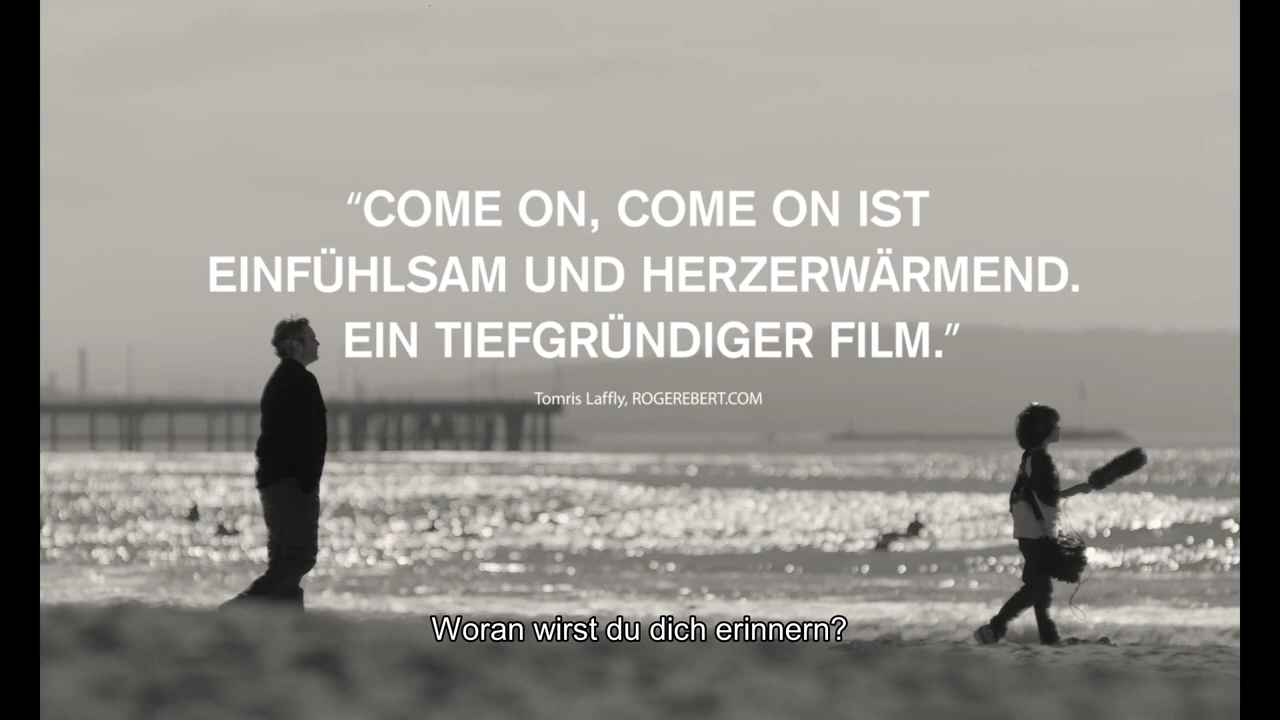 “COME ON, COME ON IST
EINFÜHLSAM UND HERZERWÄRMEND.
EIN TIEFGRÜNDIGER FILM.”
Tomris Laffly, ROGEREBERT.COM
Woran wirst du dich erinnern?